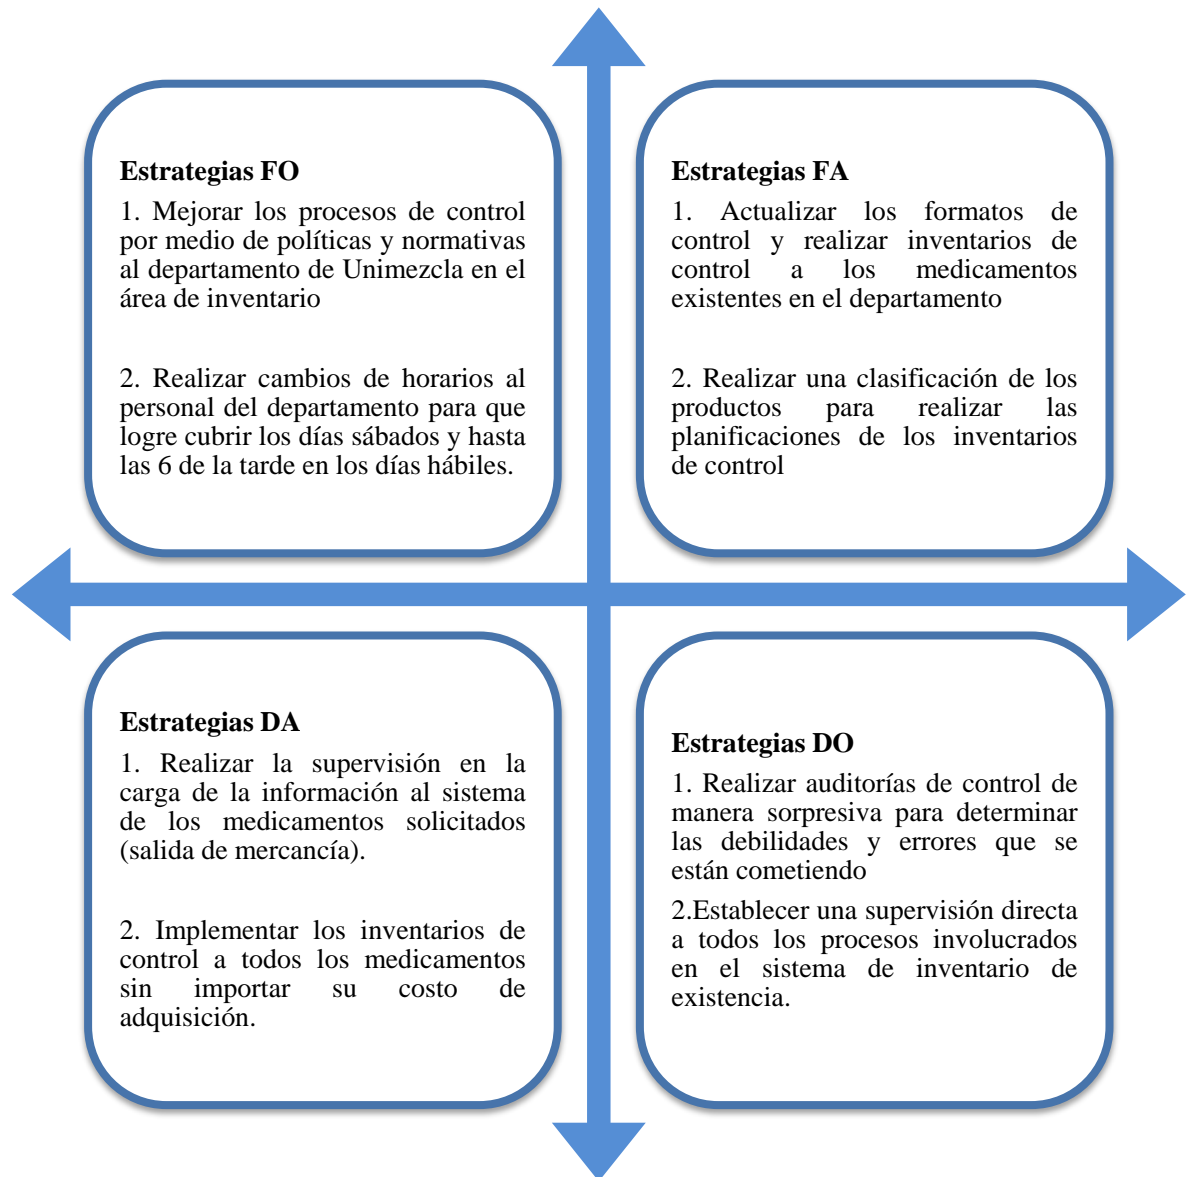 Estrategias FO
1. Mejorar los procesos de control
por medio de políticas y normativas
al departamento de Unimezcla en el
área de inventario
2. Realizar cambios de horarios al
personal del departamento para que
logre cubrir los días sábados y hasta
las 6 de la tarde en los días hábiles.
Estrategias FA
1. Actualizar los formatos de
control y realizar inventarios de
control a los medicamentos
existentes en el departamento
2. Realizar una clasificación de los
productos para realizar las
planificaciones de los inventarios
de control
Estrategias DA
1. Realizar la supervisión en la
carga de la información al sistema
de los medicamentos solicitados
(salida de mercancía).
2. Implementar los inventarios de
control a todos los medicamentos
sin importar su costo de
adquisición.
Estrategias DO
1. Realizar auditorías de control de
manera sorpresiva para determinar
las debilidades y errores que se
están cometiendo
2.Establecer una supervisión directa
a todos los procesos involucrados
en el sistema de inventario de
existencia.